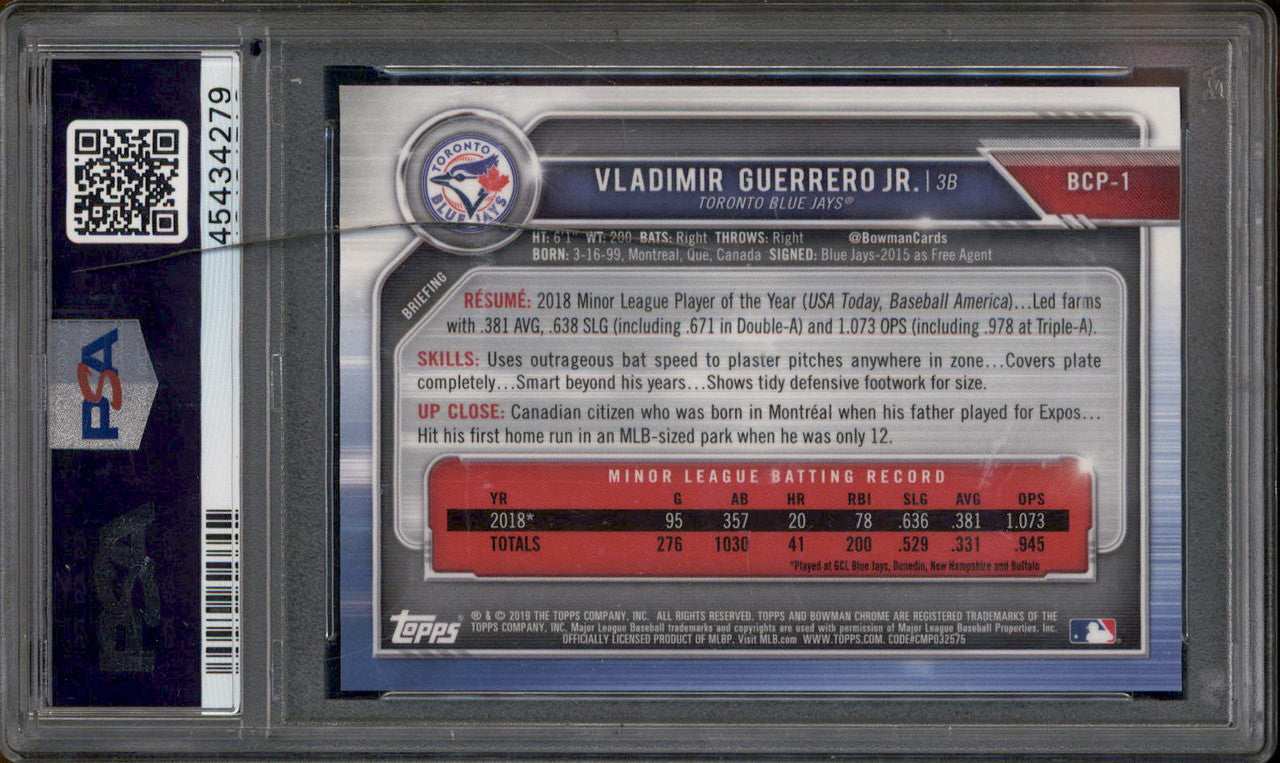 45434279
PSA
PSA
TORONTO
BLUE JAYS
VLADIMIR GUERRERO JR. | 3B
TORONTO BLUE JAYS®
BCP-1
HT: 6'1" WT: 200 BATS: Right THROWS: Right @BowmanCards
BORN: 3-16-99, Montreal, Que, Canada SIGNED: Blue Jays-2015 as Free Agent
BRIEFING
RÉSUMÉ: 2018 Minor League Player of the Year (USA Today, Baseball America)...Led farms
with .381 AVG, .638 SLG (including .671 in Double-A) and 1.073 OPS (including .978 at Triple-A).
SKILLS: Uses outrageous bat speed to plaster pitches anywhere in zone...Covers plate
completely...Smart beyond his years...Shows tidy defensive footwork for size.
UP CLOSE: Canadian citizen who was born in Montréal when his father played for Expos...
Hit his first home run in an MLB-sized park when he was only 12.
MINOR LEAGUE BATTING RECORD
YR G AB HR RBI SLG AVG OPS
2018* 95 357 20 78 .636 .381 1.073
TOTALS 276 1030 41 200 .529 .331 .945
*Played at GCL Blue Jays, Dunedin, New Hampshire and Buffalo
Topps
® & © 2019 THE TOPPS COMPANY, INC. ALL RIGHTS RESERVED. TOPPS AND BOWMAN CHROME ARE REGISTERED TRADEMARKS OF THE
TOPPS COMPANY, INC. Major League Baseball trademarks and copyrights are used with permission of Major League Baseball Properties, Inc.
OFFICIALLY LICENSED PRODUCT OF MLBP. Visit MLB.com WWW.TOPPS.COM. CODE#CMP032575